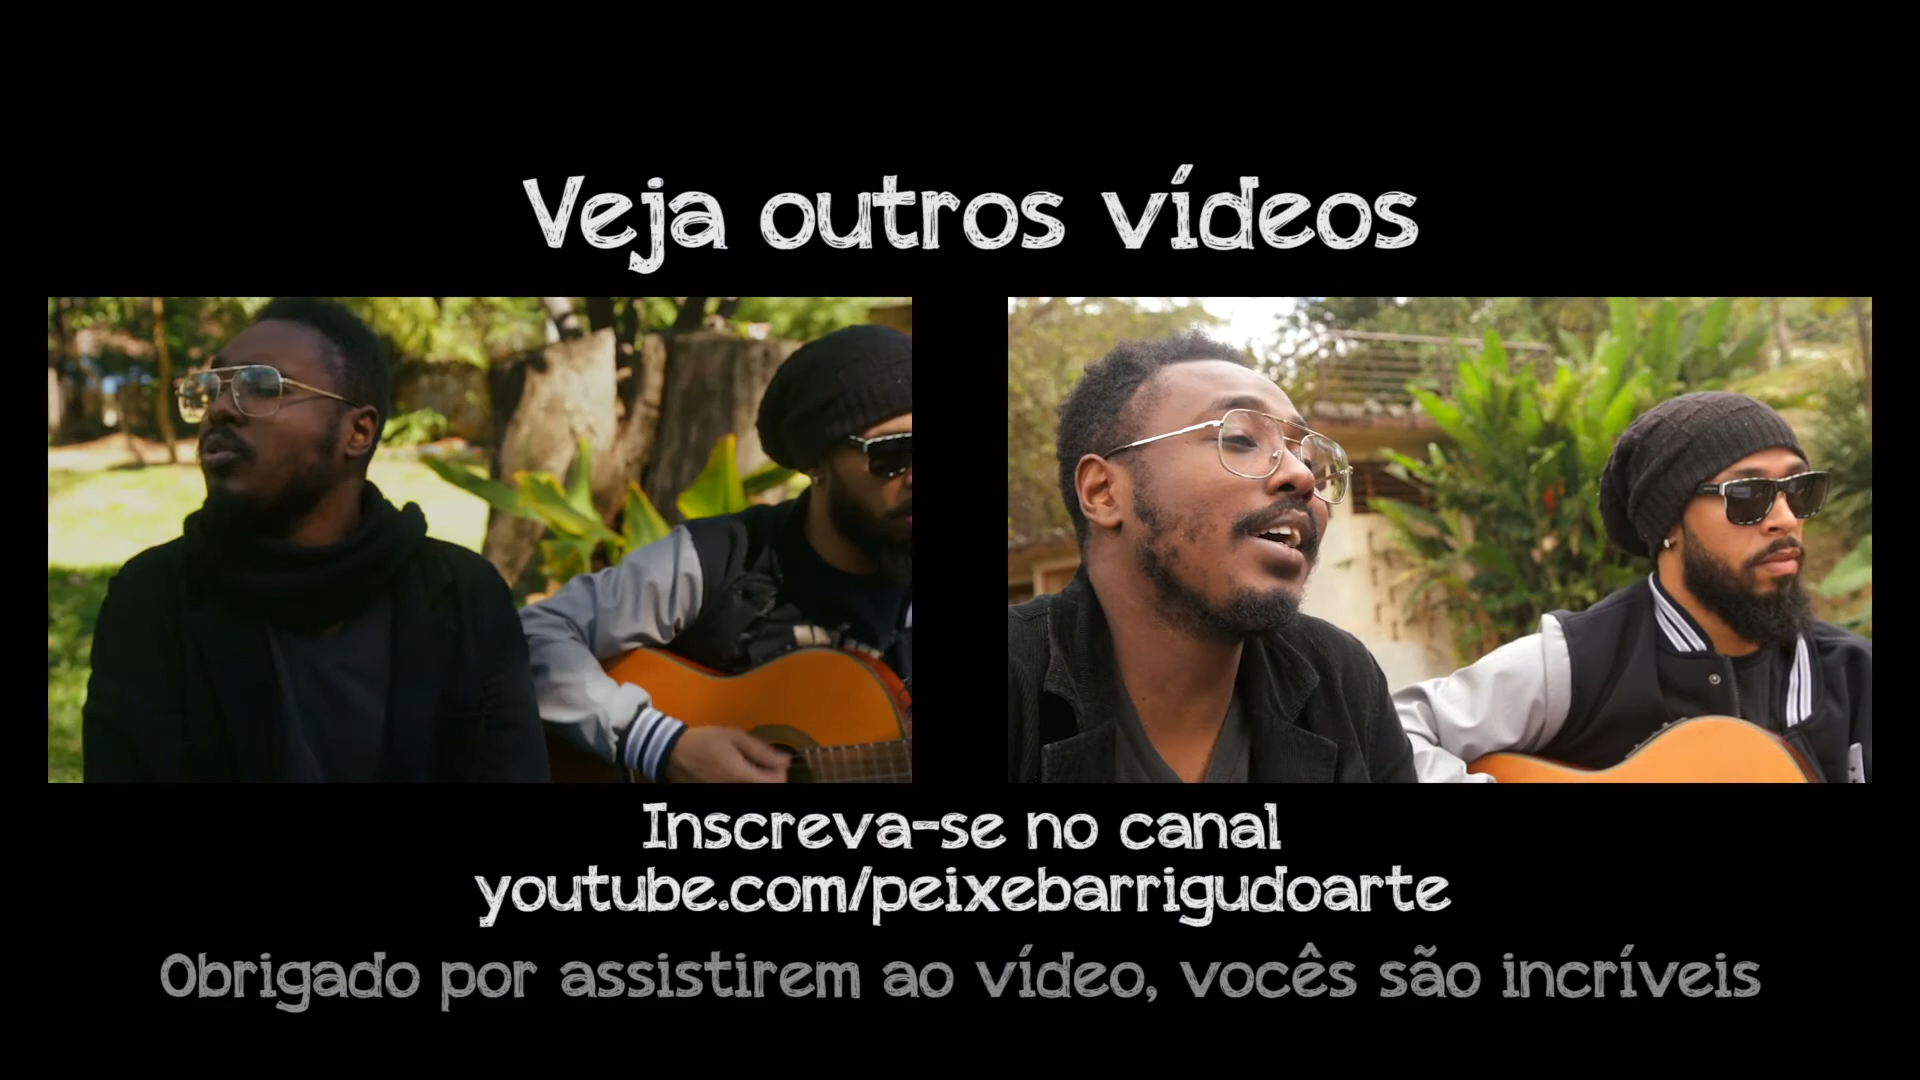 Veja outros vídeos
Inscreva-se no canal
youtube.com/peixebarrigudoarte
Obrigado por assistirem ao vídeo, vocês são incríveis